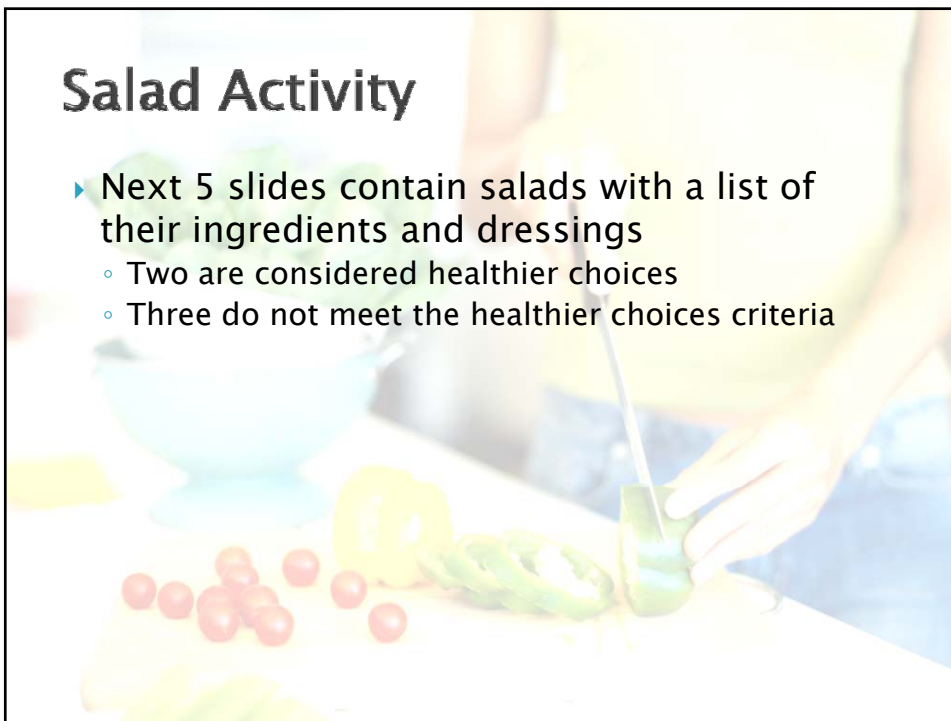 Salad Activity
Next 5 slides contain salads with a list of
their ingredients and dressings
Two are considered healthier choices
Three do not meet the healthier choices criteria